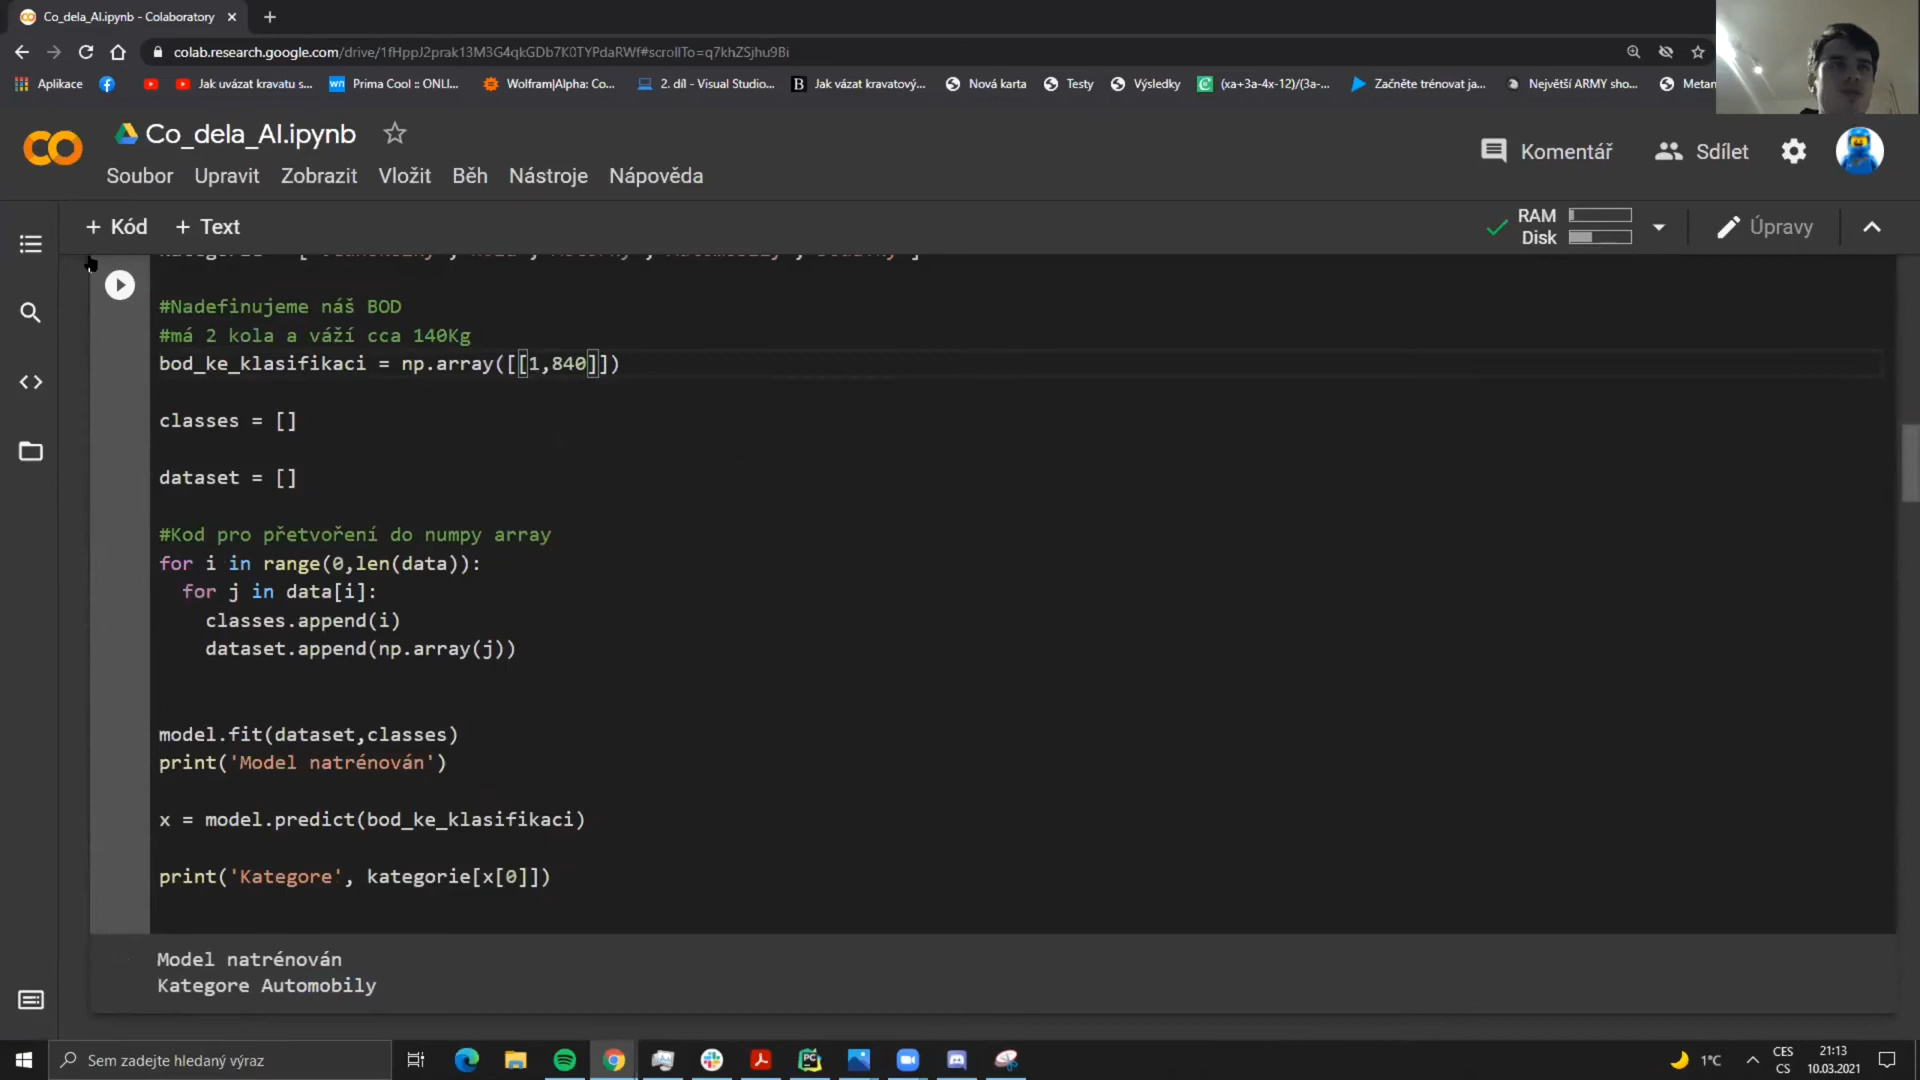 Co_dela_AI.ipynb - Colaboratory
colab.research.google.com/drive/1fHppJ2prak13M3G4qkGDb7K0TYPdaRWf#scrollTo=q7khZSjhu9Bi
Aplikace
Jak uvázat kravatu s...
Prima Cool :: ONLI...
Wolfram|Alpha: Co...
2. díl - Visual Studio...
Jak vázat kravatový...
Nová karta
Testy
Výsledky
(xa+3a-4x-12)/(3a-...
Začněte trénovat ja...
Největší ARMY sho...
Metan
Co_dela_AI.ipynb
Komentář
Sdílet
Soubor Upravit Zobrazit Vložit Běh Nástroje Nápověda
+ Kód + Text
RAM
Disk
Úpravy
#Nadefinujeme náš BOD
#má 2 kola a váží cca 140Kg
bod_ke_klasifikaci = np.array([[1,840]])
classes = []
dataset = []
#Kod pro přetvoření do numpy array
for i in range(0,len(data)):
for j in data[i]:
classes.append(i)
dataset.append(np.array(j))
model.fit(dataset,classes)
print('Model natrénován')
x = model.predict(bod_ke_klasifikaci)
print('Kategore', kategorie[x[0]])
Model natrénován
Kategore Automobily
Sem zadejte hledaný výraz
1°C
CES
CS
21:13
10.03.2021